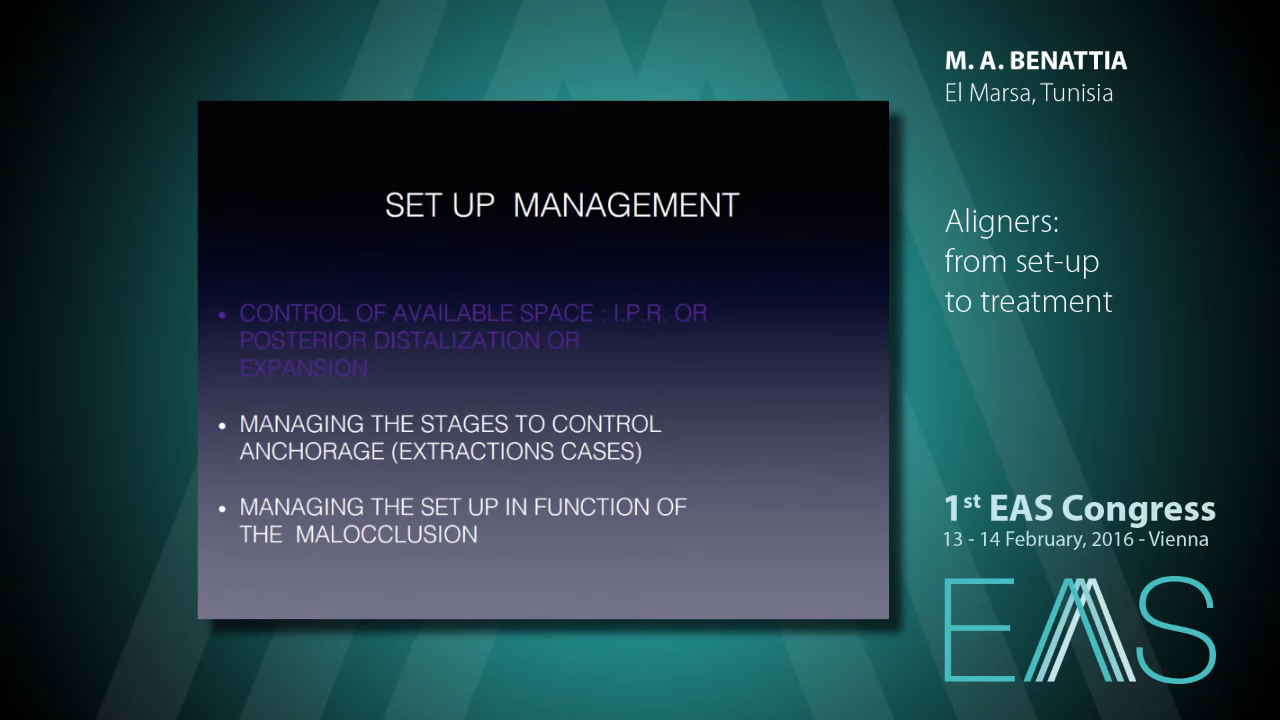 SET UP MANAGEMENT
• CONTROL OF AVAILABLE SPACE : I.P.R. OR
POSTERIOR DISTALIZATION OR
EXPANSION
• MANAGING THE STAGES TO CONTROL
ANCHORAGE (EXTRACTIONS CASES)
• MANAGING THE SET UP IN FUNCTION OF
THE MALOCCLUSION
M. A. BENATTIA
El Marsa, Tunisia
Aligners:
from set-up
to treatment
1st EAS Congress
13 - 14 February, 2016 - Vienna
EAS